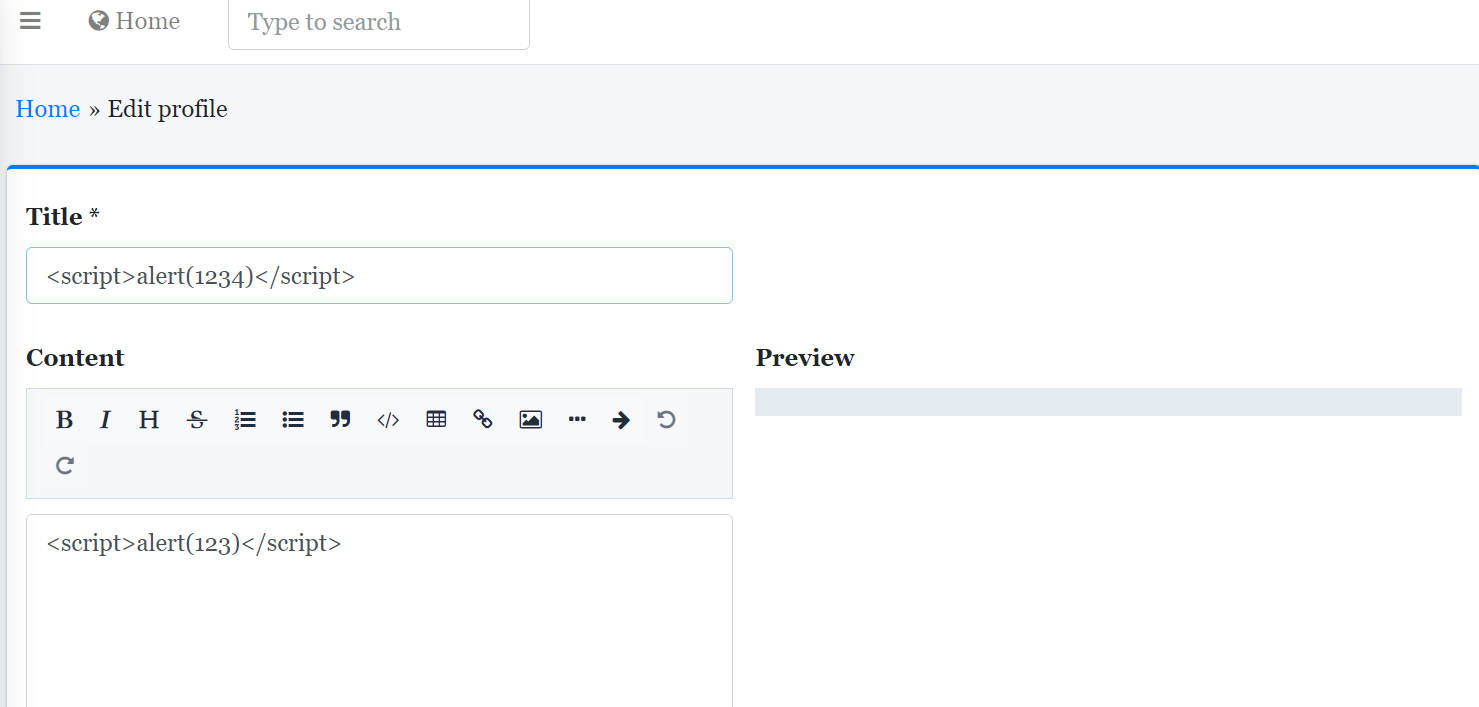 Home
Type to search
Home » Edit profile
Title *
<script>alert(1234)</script>
Content
Preview
B I H S
<script>alert(123)</script>